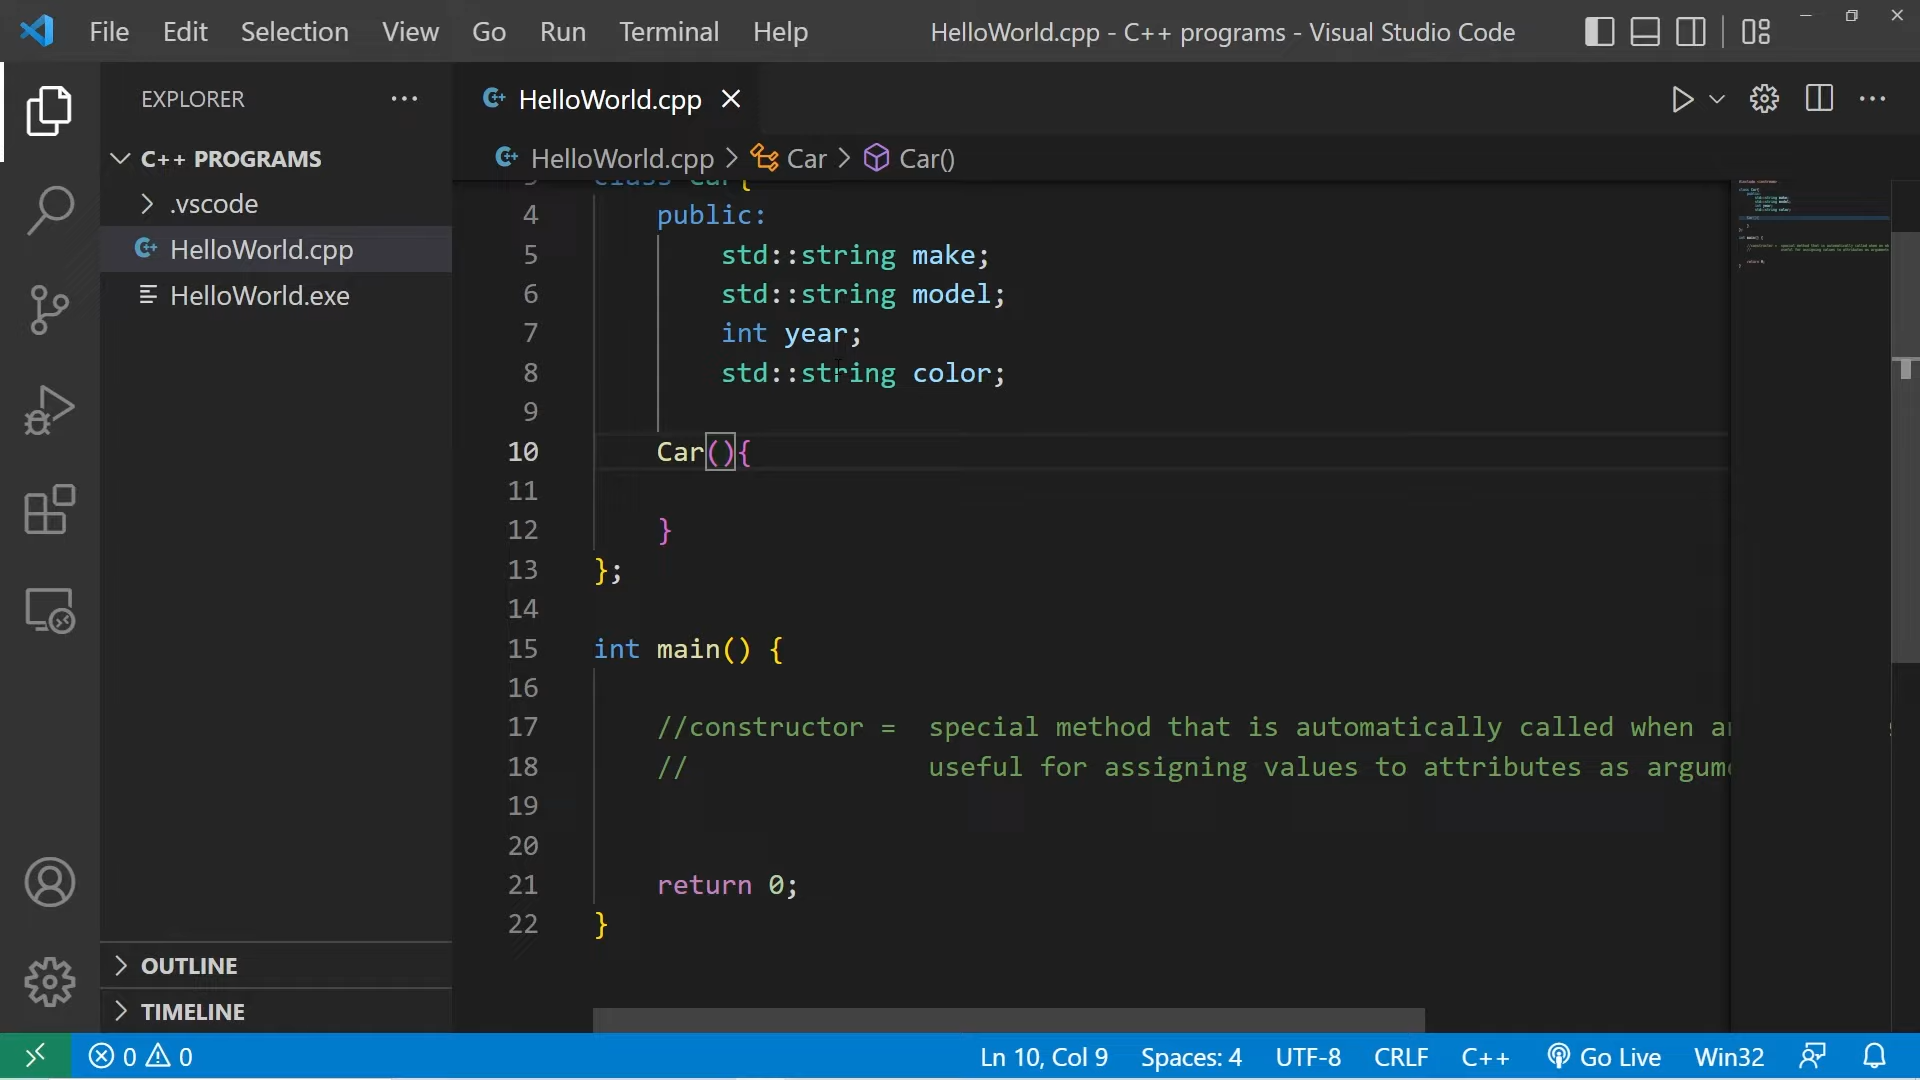 File Edit Selection View Go Run Terminal Help HelloWorld.cpp - C++ programs - Visual Studio Code
EXPLORER
C++ PROGRAMS
.vscode
HelloWorld.cpp
HelloWorld.exe
OUTLINE
TIMELINE
HelloWorld.cpp
HelloWorld.cpp > Car > Car()
3 class Car{
4 public:
5 std::string make;
6 std::string model;
7 int year;
8 std::string color;
9
10 Car(){
11
12 }
13 };
14
15 int main() {
16
17 //constructor = special method that is automatically called when
18 // useful for assigning values to attributes as
19
20
21 return 0;
22 }
0 0 Ln 10, Col 9 Spaces: 4 UTF-8 CRLF C++ Go Live Win32